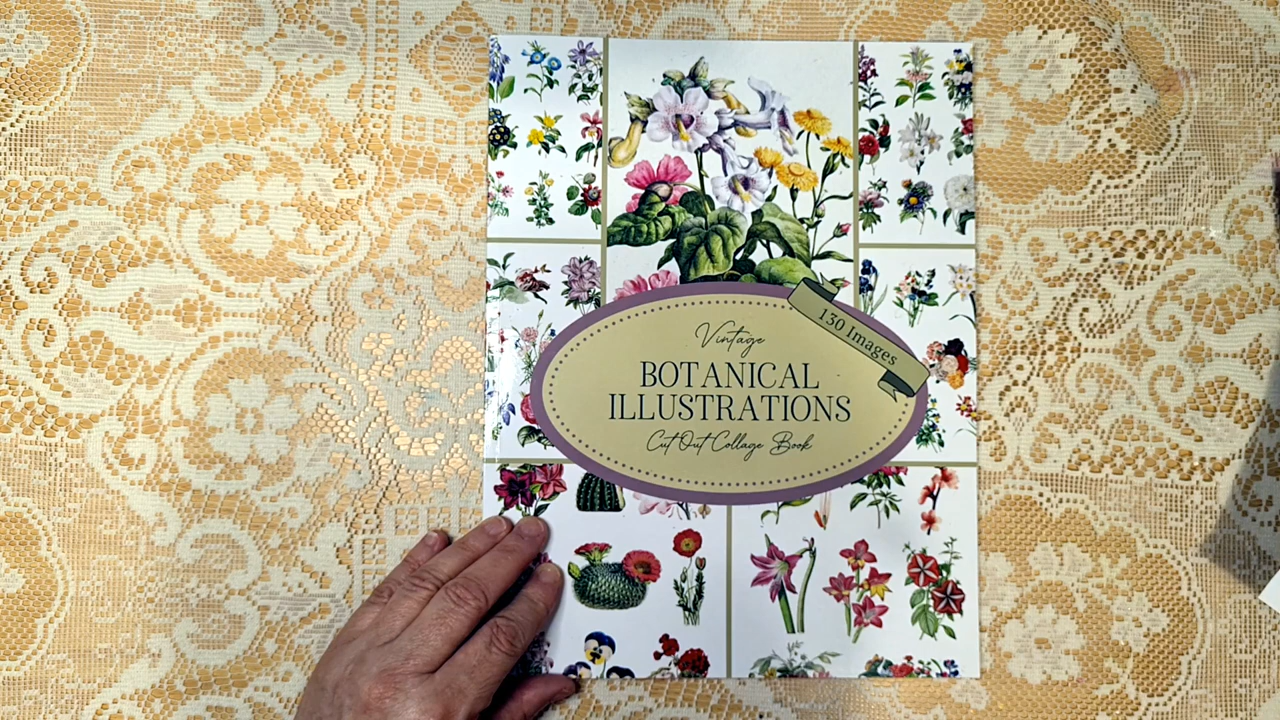 130 Images
Vintage
BOTANICAL
ILLUSTRATIONS
Cut Out Collage Book